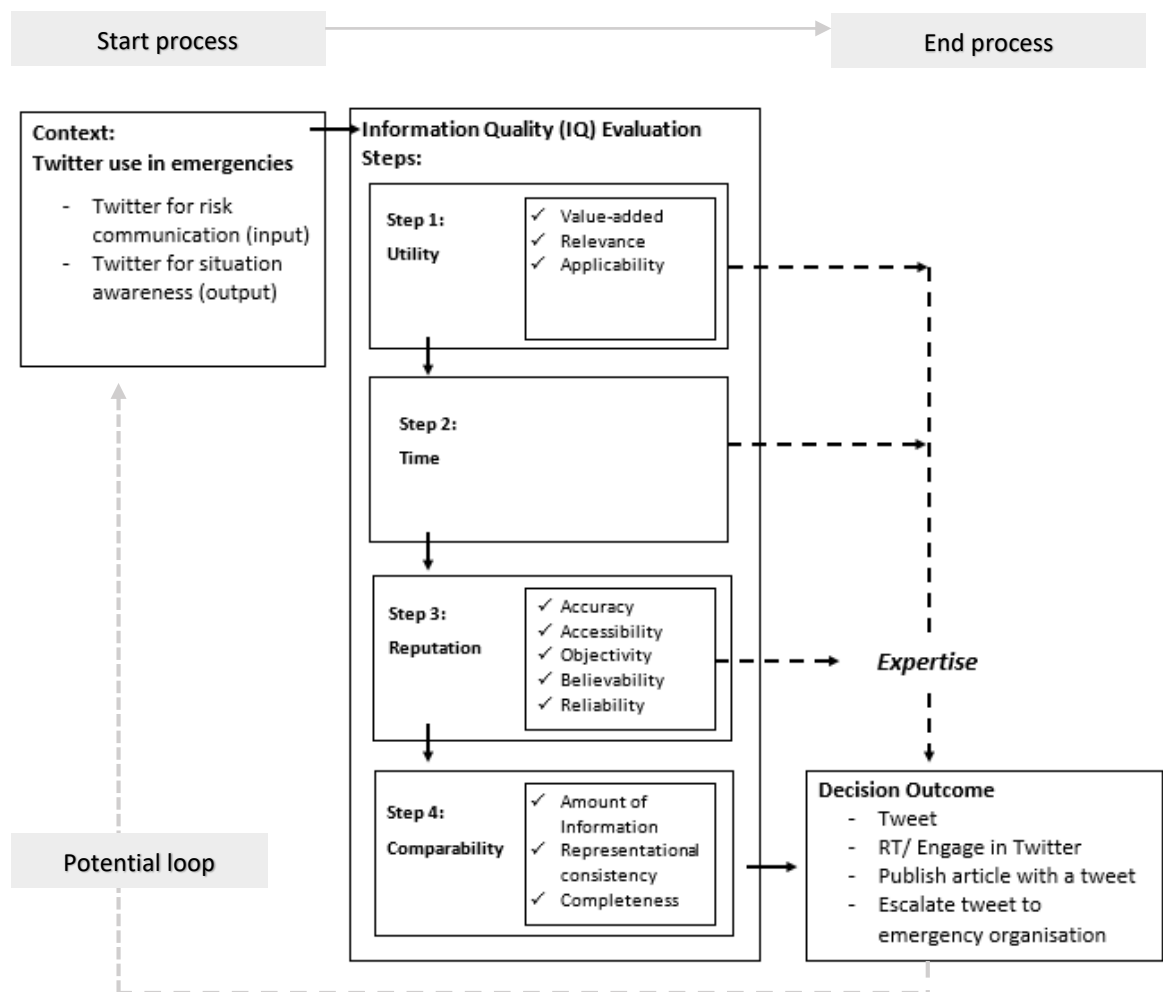 Start process
End process
Context:
Twitter use in emergencies
- Twitter for risk
communication (input)
- Twitter for situation
awareness (output)
Information Quality (IQ) Evaluation
Steps:
Step 1:
Utility
✓ Value-added
✓ Relevance
✓ Applicability
Step 2:
Time
Step 3:
Reputation
✓ Accuracy
✓ Accessibility
✓ Objectivity
✓ Believability
✓ Reliability
Expertise
Step 4:
Comparability
✓ Amount of
Information
✓ Representational
consistency
✓ Completeness
Decision Outcome
- Tweet
- RT/ Engage in Twitter
- Publish article with a tweet
- Escalate tweet to
emergency organisation
Potential loop